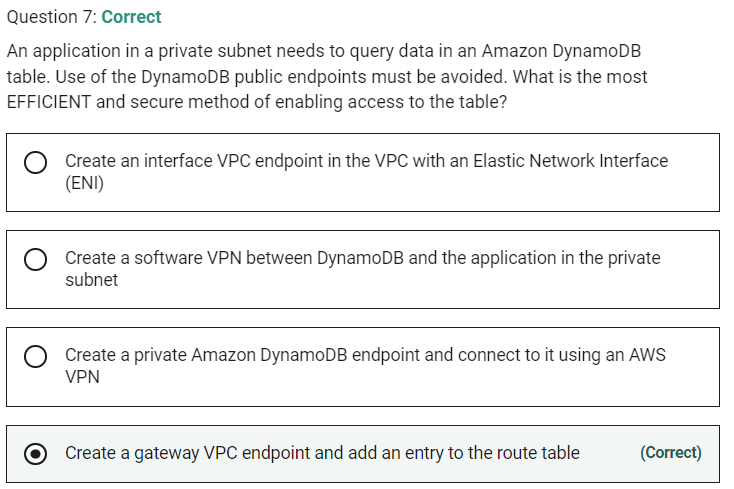 Question 7: Correct
An application in a private subnet needs to query data in an Amazon DynamoDB
table. Use of the DynamoDB public endpoints must be avoided. What is the most
EFFICIENT and secure method of enabling access to the table?
Create an interface VPC endpoint in the VPC with an Elastic Network Interface
(ENI)
Create a software VPN between DynamoDB and the application in the private
subnet
Create a private Amazon DynamoDB endpoint and connect to it using an AWS
VPN
Create a gateway VPC endpoint and add an entry to the route table (Correct)